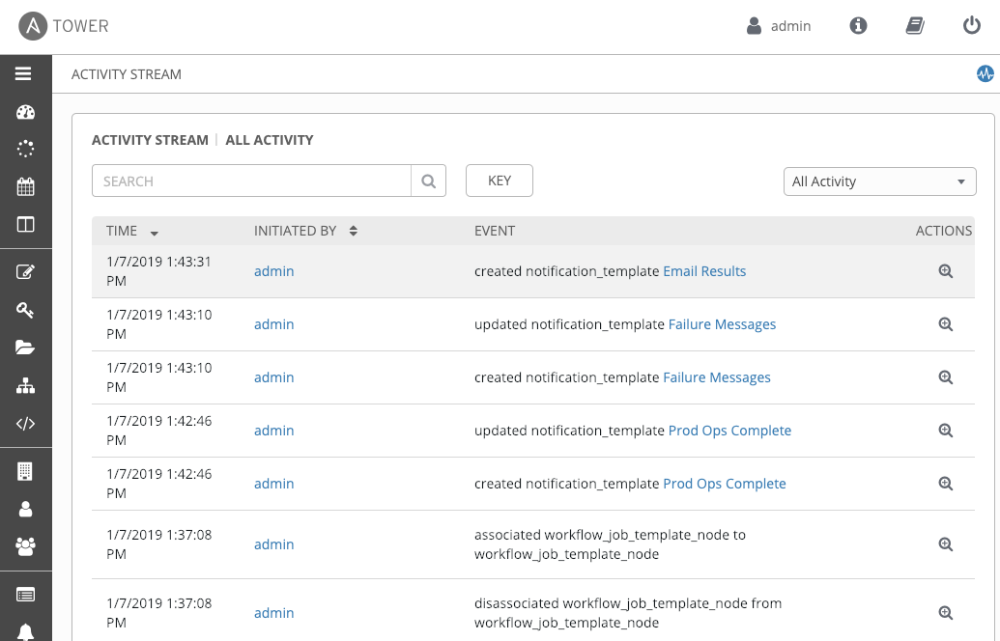 A TOWER
admin
ACTIVITY STREAM
ACTIVITY STREAM | ALL ACTIVITY
SEARCH
KEY
All Activity
TIME INITIATED BY EVENT ACTIONS
1/7/2019 1:43:31
PM
admin
created notification_template Email Results
1/7/2019 1:43:10
PM
admin
updated notification_template Failure Messages
1/7/2019 1:43:10
PM
admin
created notification_template Failure Messages
1/7/2019 1:42:46
PM
admin
updated notification_template Prod Ops Complete
1/7/2019 1:42:46
PM
admin
created notification_template Prod Ops Complete
1/7/2019 1:37:08
PM
admin
associated workflow_job_template_node to
workflow_job_template_node
1/7/2019 1:37:08
PM
admin
disassociated workflow_job_template_node from
workflow_job_template_node